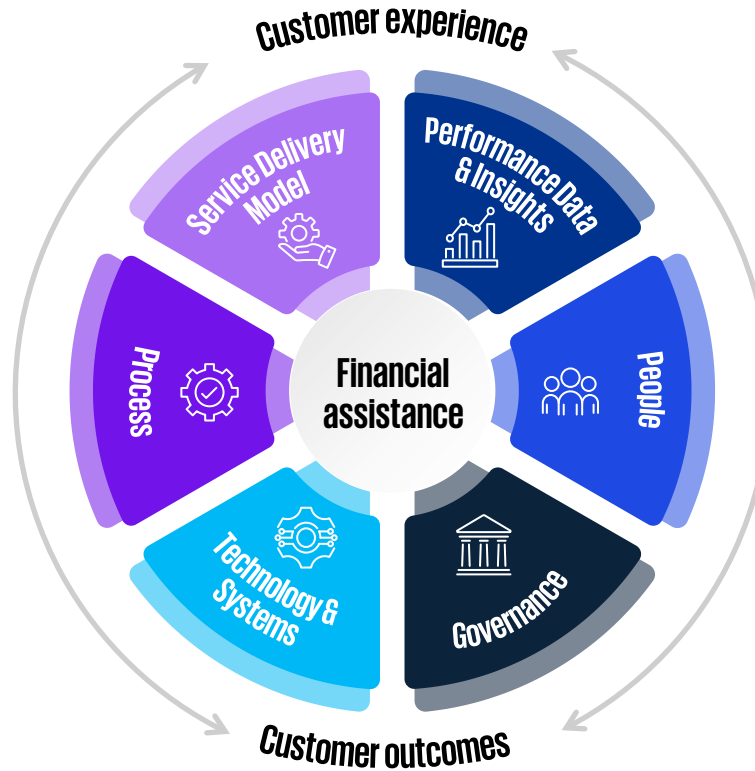 Customer experience
Service Delivery
Model
Performance Data
& Insights
Process
Financial
assistance
People
Technology &
Systems
Governance
Customer outcomes